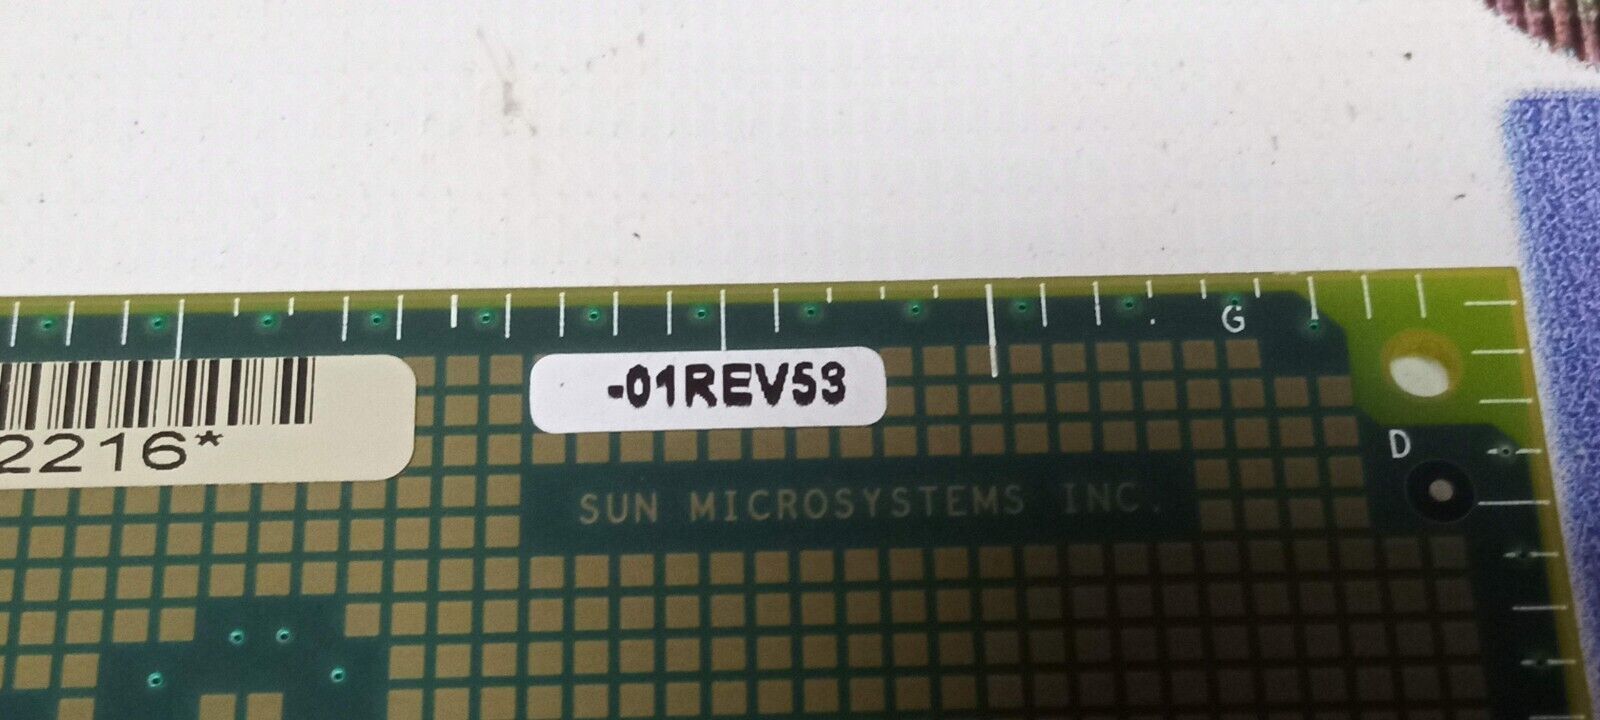 G
-01REV53
D
2216*
SUN MICROSYSTEMS INC.